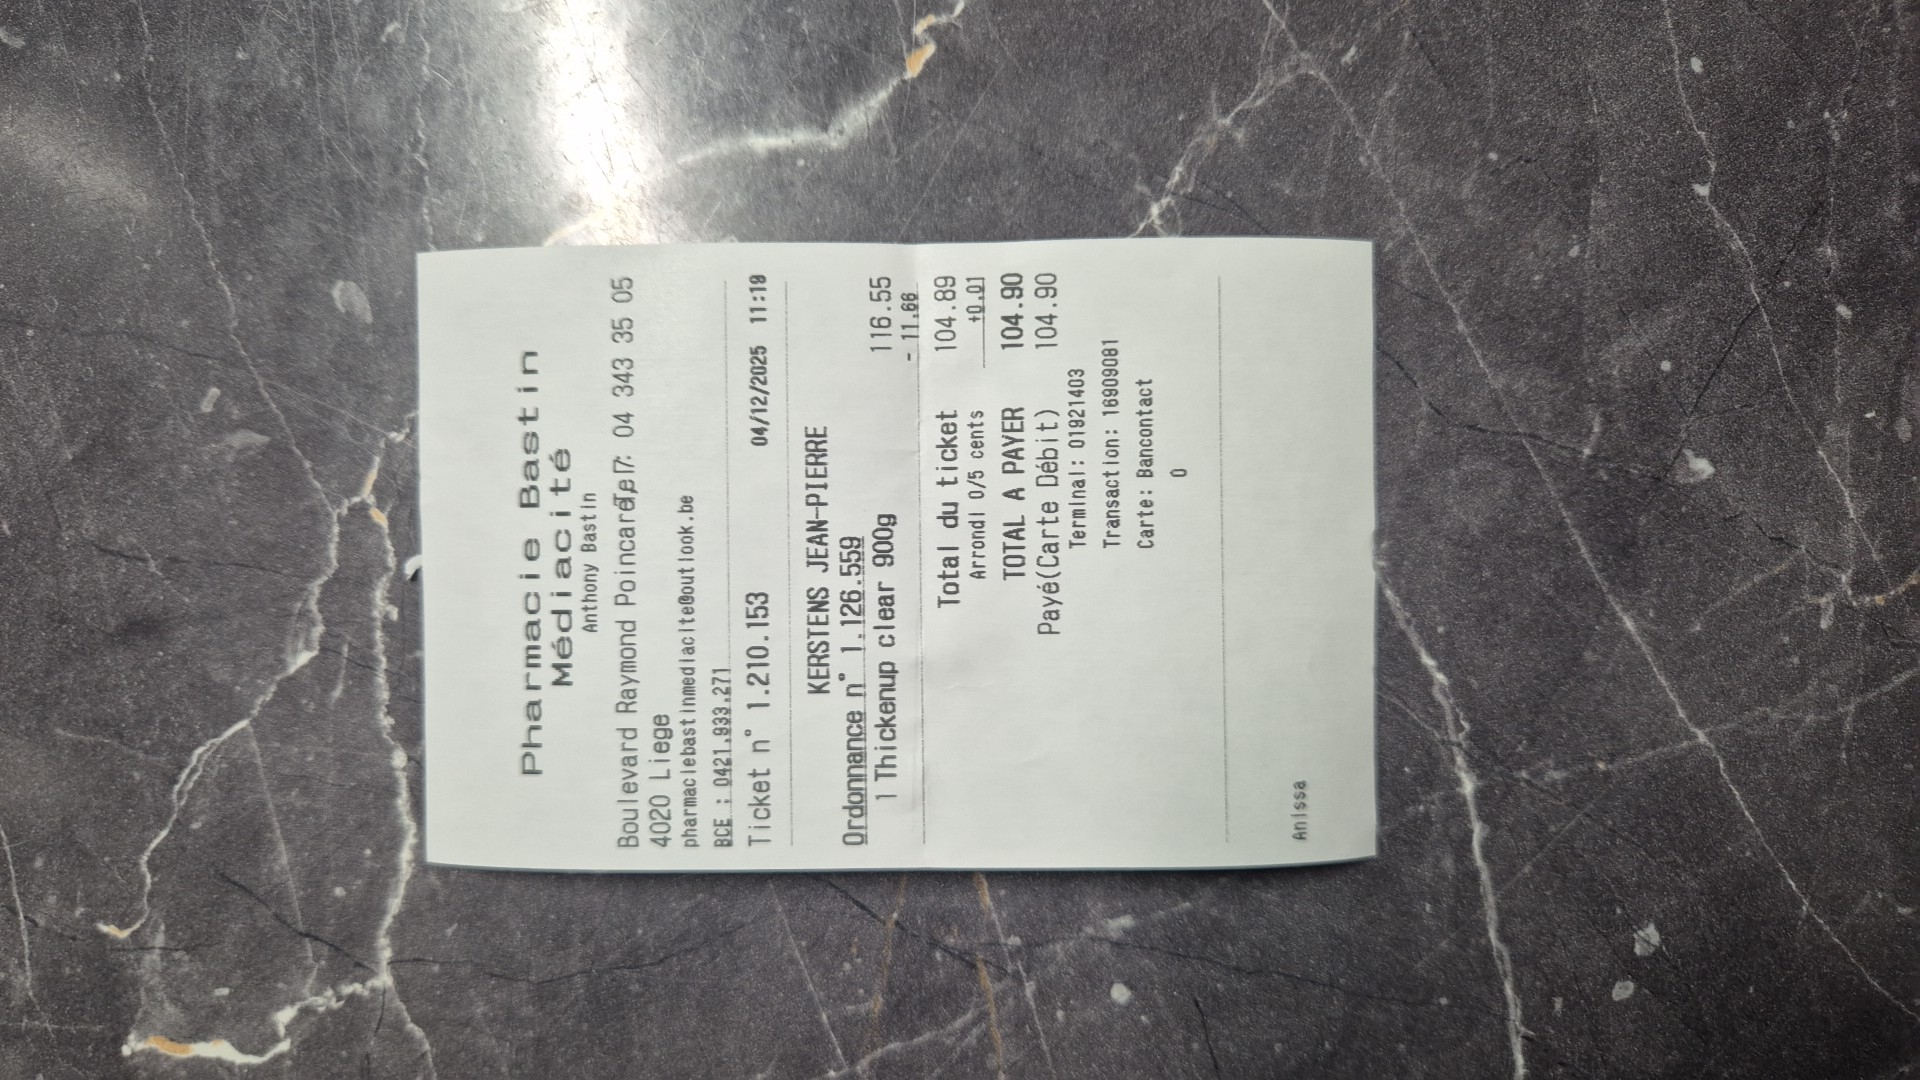 Pharmacie Bastin
Médiacité
Anthony Bastin
Boulevard Raymond Poincaré, 7 Tel: 04 343 35 05
4020 Liege
pharmaciebastinmediacite@outlook.be
BCE : 0421.933.271
Ticket n° 1.210.153 04/12/2025 11:10
KERSTENS JEAN-PIERRE
Ordonnance n° 1.126.559
1 Thickenup clear 900g 116.55
- 11.66
Total du ticket 104.89
Arrondi 0/5 cents +0.01
TOTAL A PAYER 104.90
Payé(Carte Débit) 104.90
Terminal: 01921403
Transaction: 16909081
Carte: Bancontact
0
Anissa